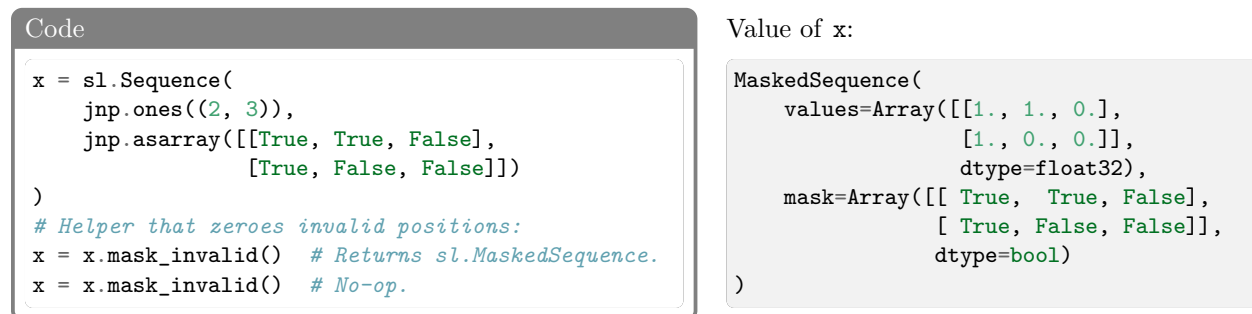 Code
x = sl.Sequence(
    jnp.ones((2, 3)),
    jnp.asarray([[True, True, False],
                 [True, False, False]])
)
# Helper that zeroes invalid positions:
x = x.mask_invalid()  # Returns sl.MaskedSequence.
x = x.mask_invalid()  # No-op.
Value of x:
MaskedSequence(
    values=Array([[1., 1., 0.],
                  [1., 0., 0.]],
                  dtype=float32),
    mask=Array([[ True,  True, False],
                [ True, False, False]],
                dtype=bool)
)